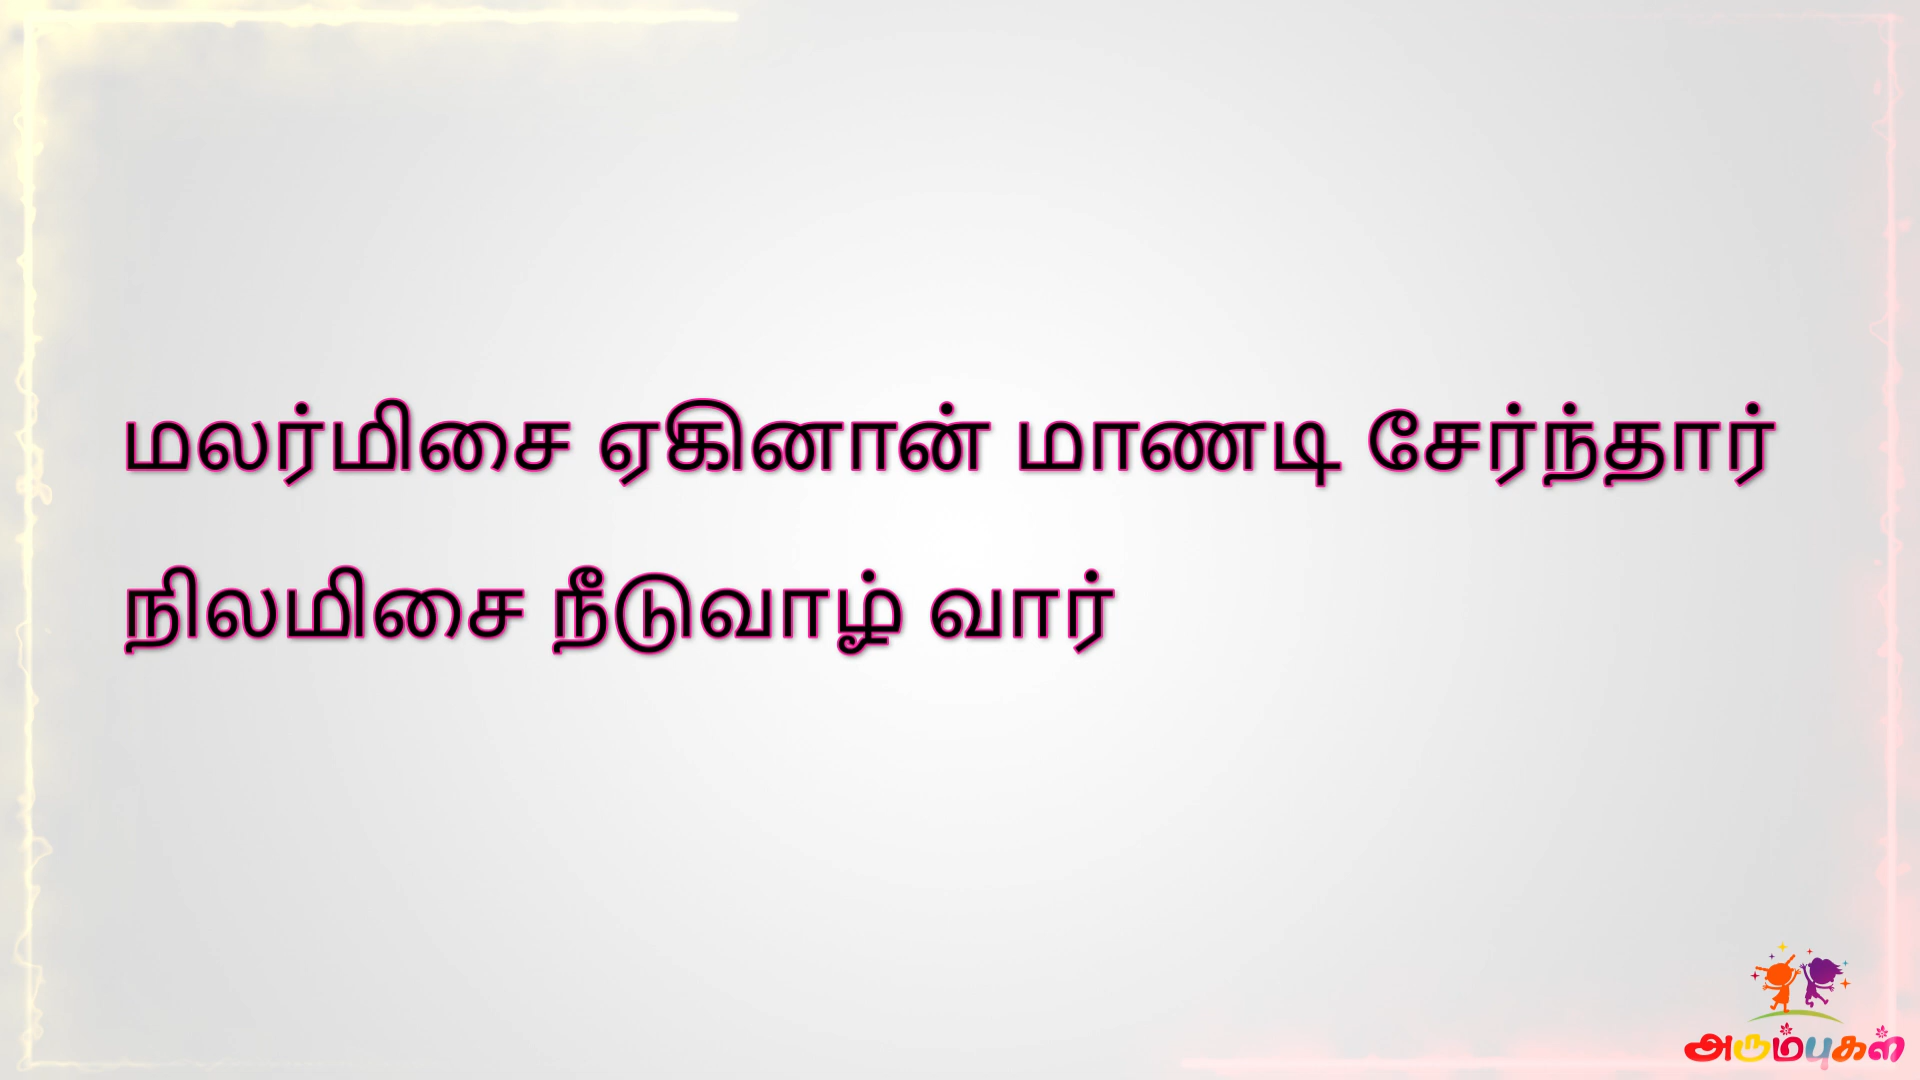 மலர்மிசை ஏகினான் மாணடி சேர்ந்தார்
நிலமிசை நீடுவாழ் வார்
அரும்புகள்